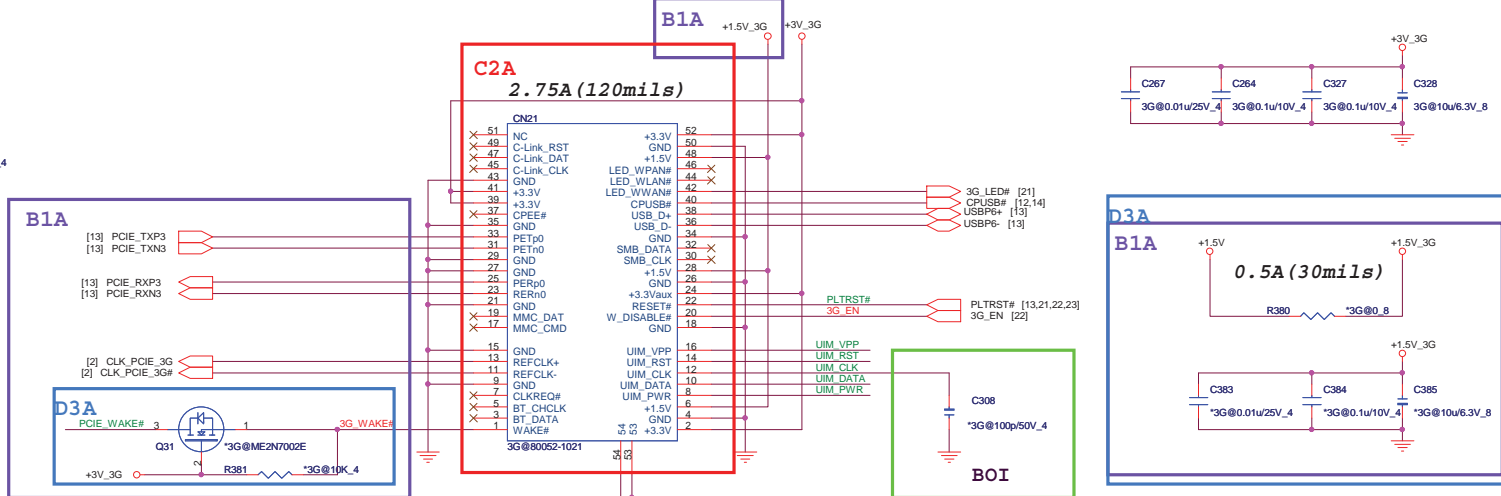 B1A
+1.5V_3G
+3V_3G
C2A
2.75A(120mils)
CN21
51 NC
49 C-Link_RST
47 C-Link_DAT
45 C-Link_CLK
43 GND
41 +3.3V
39 +3.3V
37 CPEE#
35 GND
33 PETp0
31 PETn0
29 GND
27 GND
25 PERp0
23 RERn0
21 GND
19 MMC_DAT
17 MMC_CMD
15 GND
13 REFCLK+
11 REFCLK-
9 GND
7 CLKREQ#
5 BT_CHCLK
3 BT_DATA
1 WAKE#
+3.3V 52
GND 50
+1.5V 48
LED_WPAN# 46
LED_WLAN# 44
LED_WWAN# 42
CPUSB# 40
USB_D+ 38
USB_D- 36
GND 34
SMB_DATA 32
SMB_CLK 30
+1.5V 28
GND 26
+3.3Vaux 24
RESET# 22
W_DISABLE# 20
GND 18
UIM_VPP 16
UIM_RST 14
UIM_CLK 12
UIM_DATA 10
UIM_PWR 8
+1.5V 6
GND 4
+3.3V 2
54 53
54 53
3G@80052-1021
_4
B1A
[13] PCIE_TXP3
[13] PCIE_TXN3
[13] PCIE_RXP3
[13] PCIE_RXN3
[2] CLK_PCIE_3G
[2] CLK_PCIE_3G#
D3A
PCIE_WAKE# 3
1
3G_WAKE#
Q31
*3G@ME2N7002E
2
+3V_3G
R381
*3G@10K_4
3G_LED# [21]
CPUSB# [12,14]
USBP6+ [13]
USBP6- [13]
PLTRST#
PLTRST# [13,21,22,23]
3G_EN
3G_EN [22]
UIM_VPP
UIM_RST
UIM_CLK
UIM_DATA
UIM_PWR
C308
*3G@100p/50V_4
BOI
+3V_3G
C267
3G@0.01u/25V_4
C264
3G@0.1u/10V_4
C327
3G@0.1u/10V_4
C328
3G@10u/6.3V_8
D3A
B1A
+1.5V
+1.5V_3G
0.5A(30mils)
R380
*3G@0_8
+1.5V_3G
C383
*3G@0.01u/25V_4
C384
*3G@0.1u/10V_4
C385
*3G@10u/6.3V_8